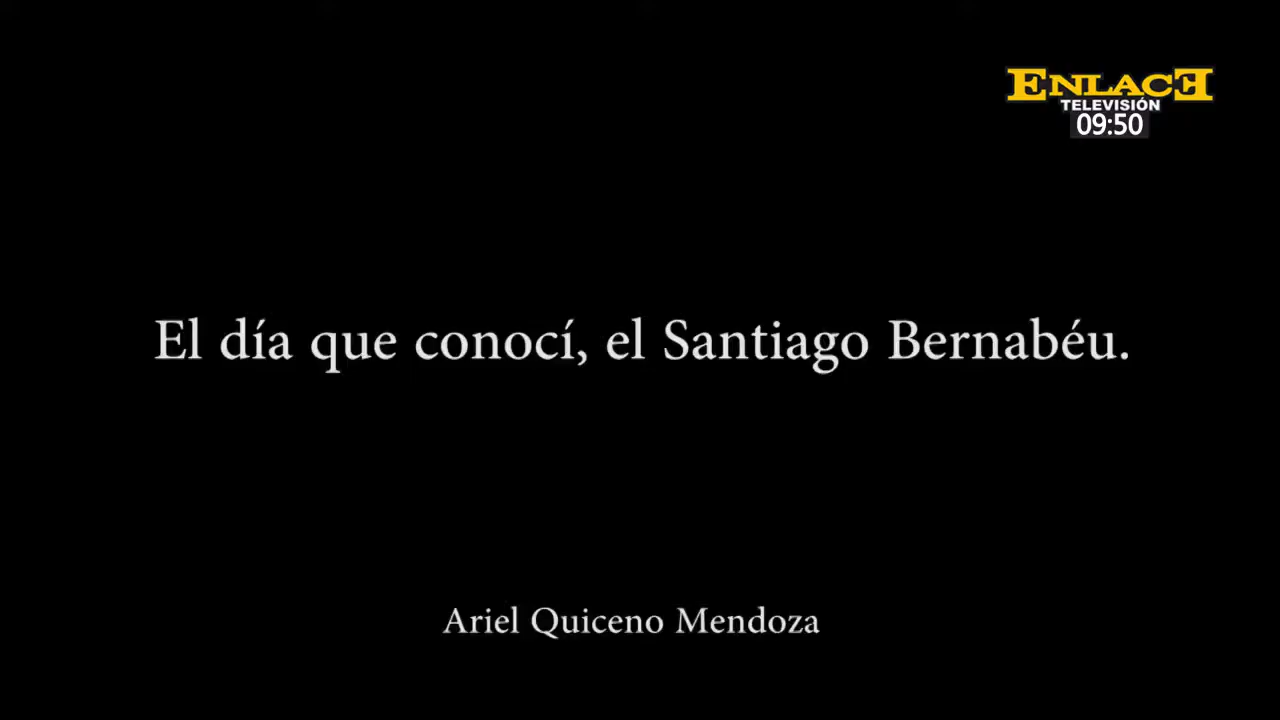 ENLACE
TELEVISIÓN
09:50
El día que conocí, el Santiago Bernabéu.
Ariel Quiceno Mendoza